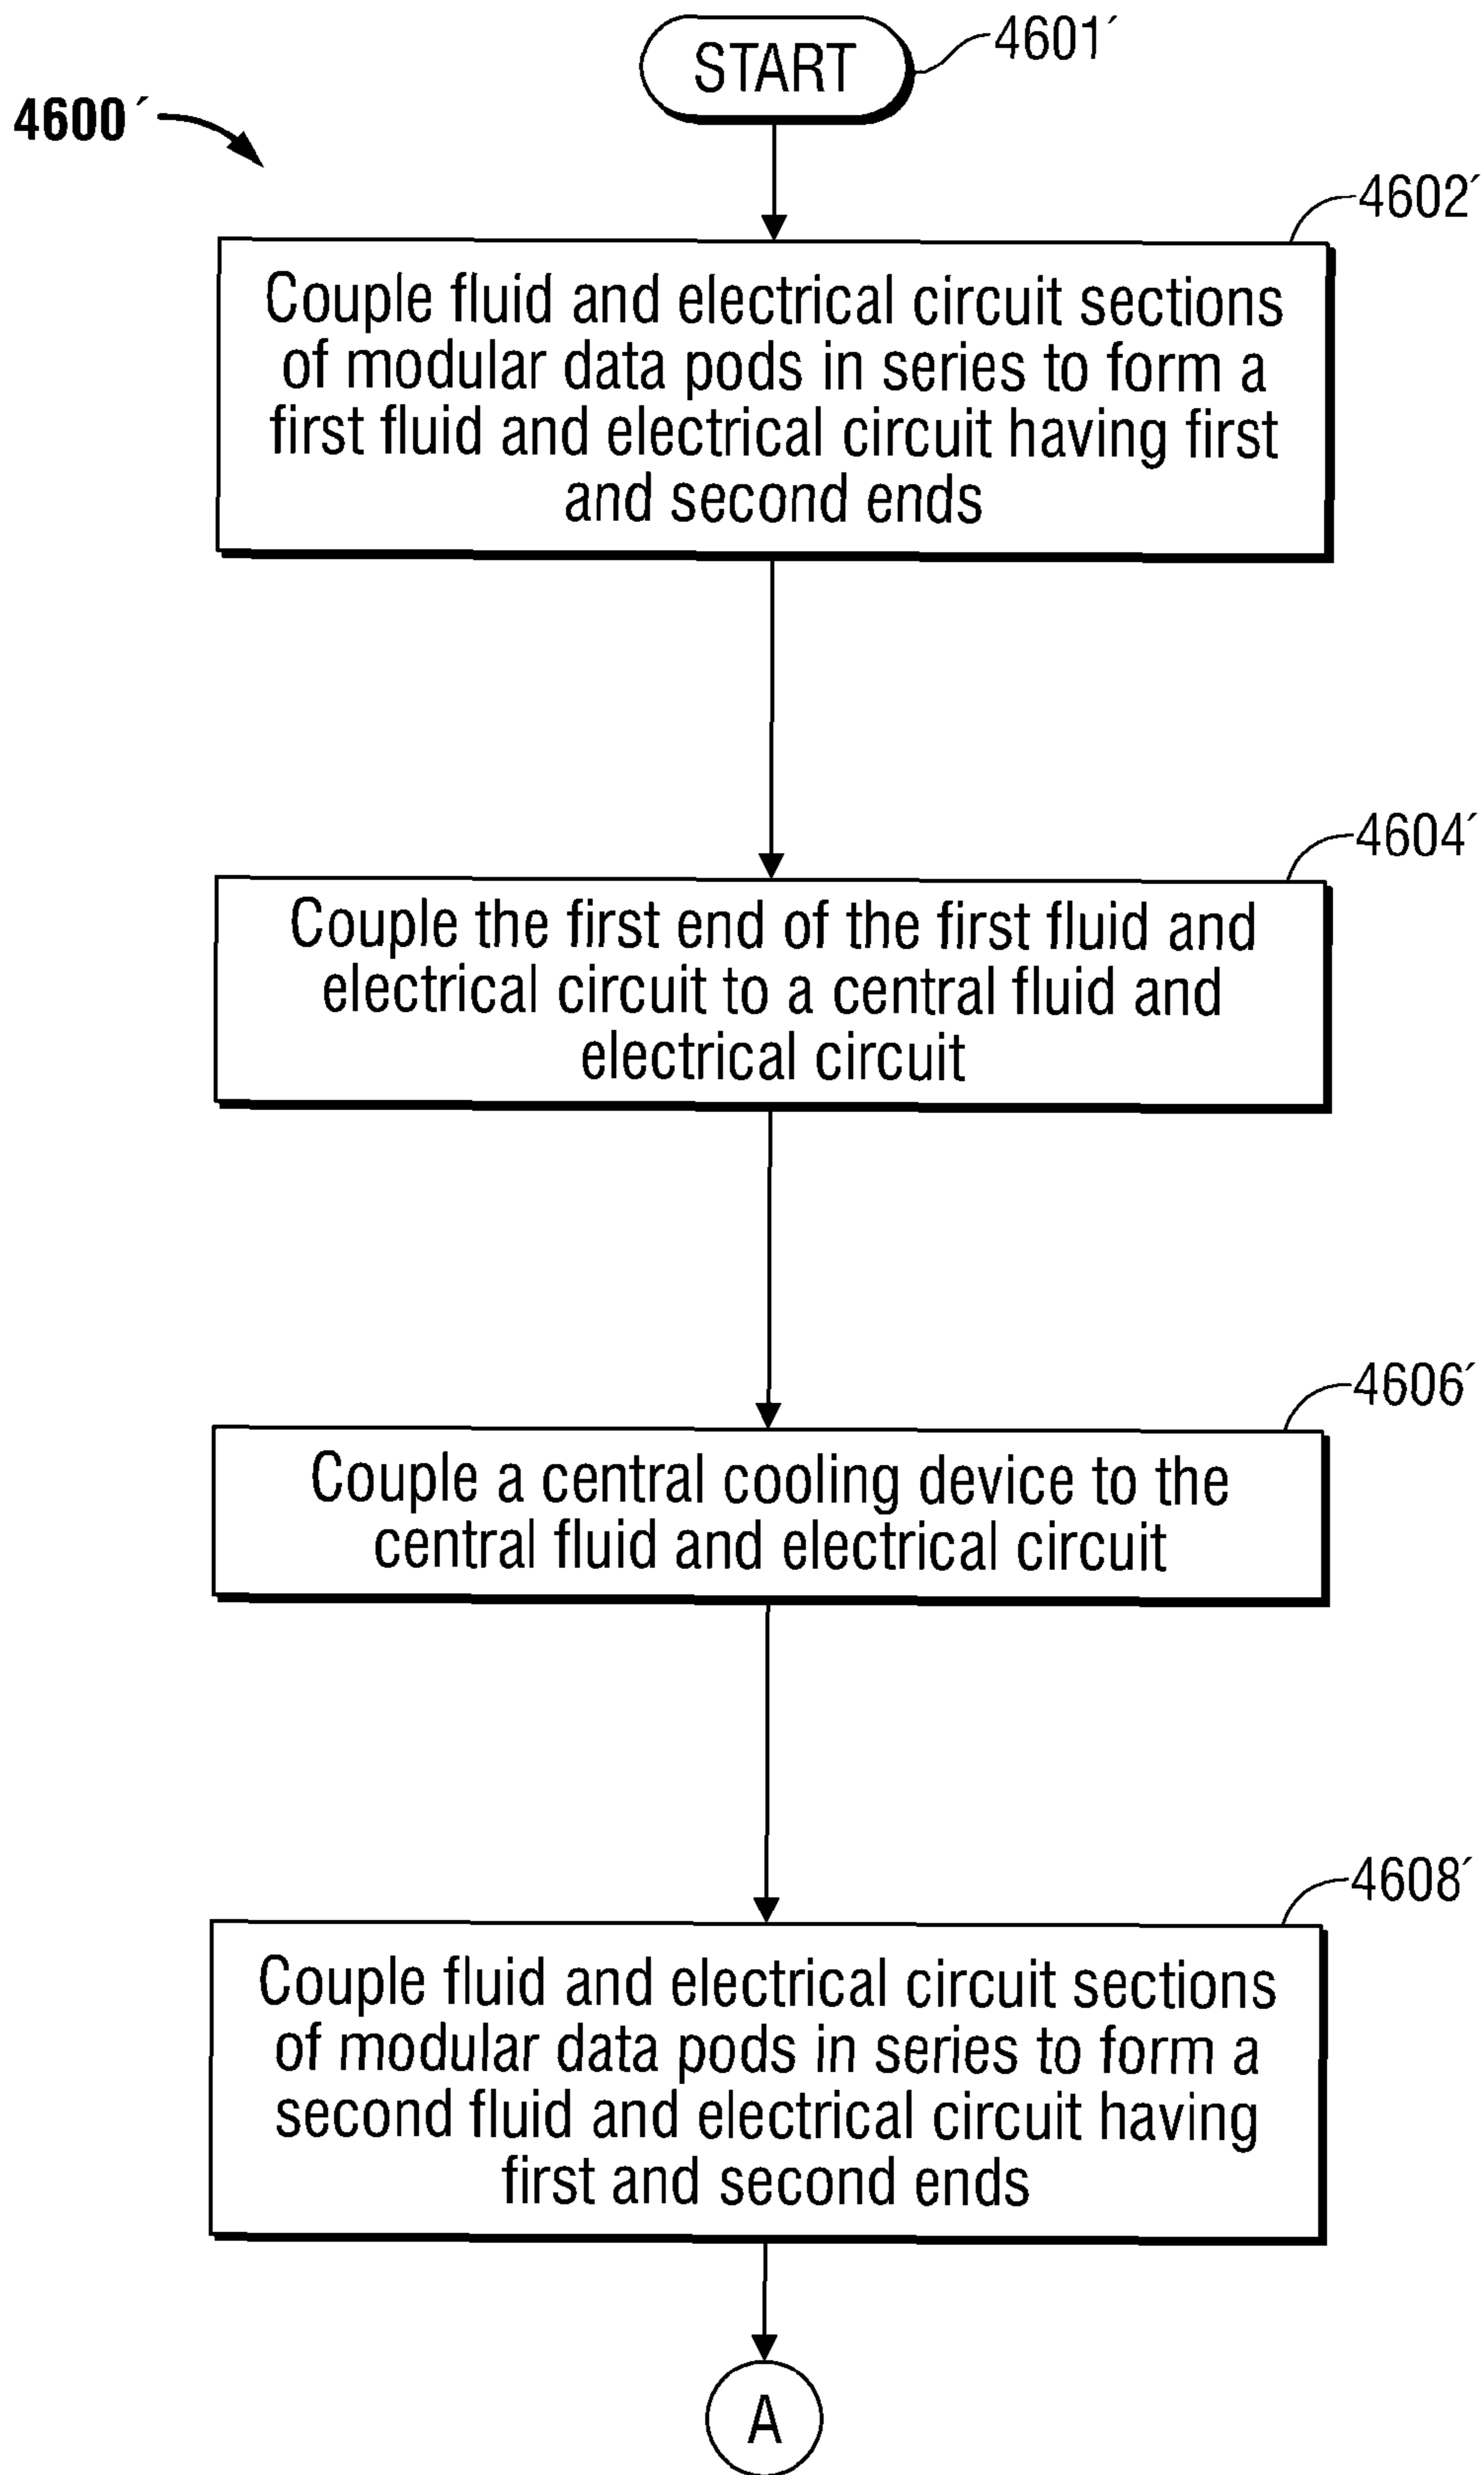 START
4601´
4600´
4602´
Couple fluid and electrical circuit sections
of modular data pods in series to form a
first fluid and electrical circuit having first
and second ends
4604´
Couple the first end of the first fluid and
electrical circuit to a central fluid and
electrical circuit
4606´
Couple a central cooling device to the
central fluid and electrical circuit
4608´
Couple fluid and electrical circuit sections
of modular data pods in series to form a
second fluid and electrical circuit having
first and second ends
A